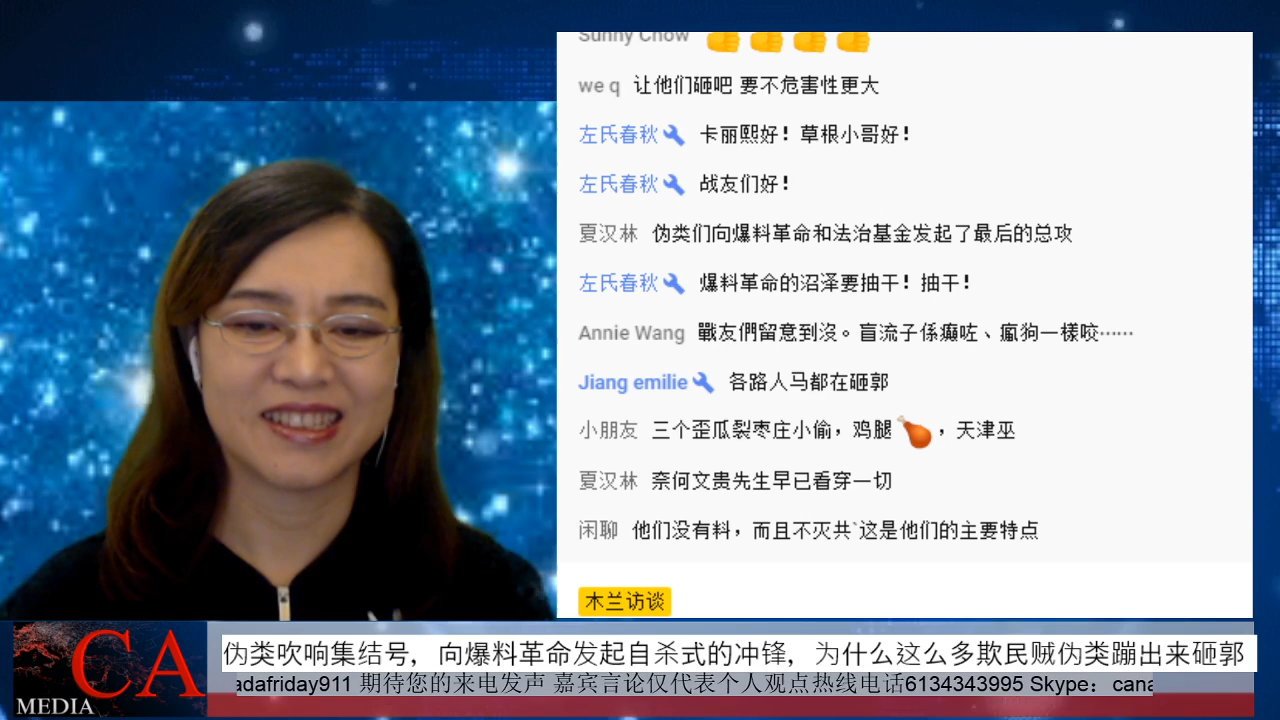 Sunny Chow
we q 让他们砸吧 要不危害性更大
左氏春秋 卡丽熙好！草根小哥好！
左氏春秋 战友们好！
夏汉林 伪类们向爆料革命和法治基金发起了最后的总攻
左氏春秋 爆料革命的沼泽要抽干！抽干！
Annie Wang 戰友們留意到沒。盲流子係癲咗、瘋狗一樣咬……
Jiang emilie 各路人马都在砸郭
小朋友 三个歪瓜裂枣庄小偷，鸡腿，天津巫
夏汉林 奈何文贵先生早已看穿一切
闲聊 他们没有料，而且不灭共`这是他们的主要特点
木兰访谈
伪类吹响集结号，向爆料革命发起自杀式的冲锋，为什么这么多欺民贼伪类蹦出来砸郭
adafriday911 期待您的来电发声 嘉宾言论仅代表个人观点热线电话6134343995 Skype：cana
CA
MEDIA